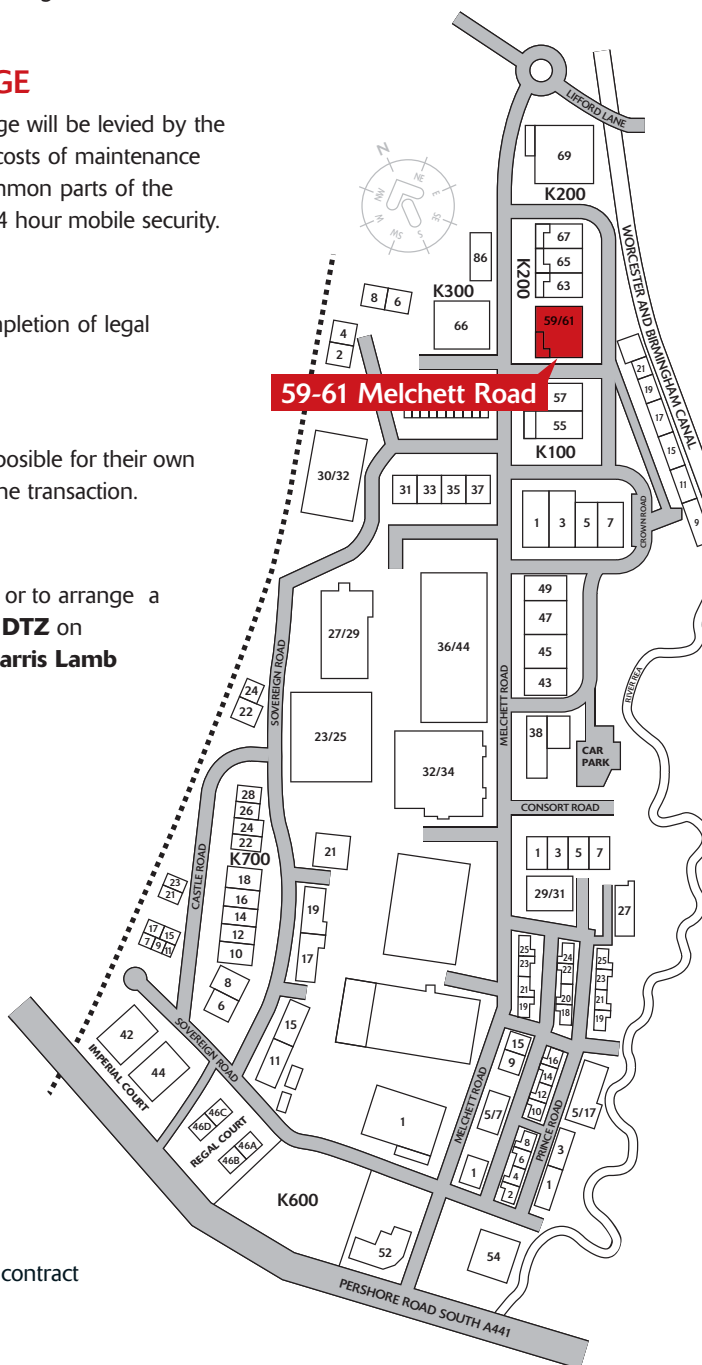 GE
ge will be levied by the
costs of maintenance
mmon parts of the
4 hour mobile security.
mpletion of legal
posible for their own
ne transaction.
or to arrange a
DTZ on
arris Lamb
contract
LIFFORD LANE
69
K200
N
NE
E
SE
S
SW
W
NW
WORCESTER AND BIRMINGHAM CANAL
86
K200
67
65
63
8 6
K300
66
59/61
4
2
59-61 Melchett Road
57
55
K100
21
19
17
15
11
9
30/32
31 33 35 37
1 3 5 7
CROWN ROAD
27/29
36/44
49
47
45
43
SOVEREIGN ROAD
MELCHETT ROAD
RIVER REA
24
22
23/25
32/34
38
CAR
PARK
CONSORT ROAD
28
26
24
22
K700
21
1 3 5 7
CASTLE ROAD
18
16
14
12
10
8
6
23
21
17 15
7 9 11
19
17
29/31
27
25
23
21
19
24
22
20
18
25
23
21
19
42
44
IMPERIAL COURT
SOVEREIGN ROAD
15
11
15
9
16
14
12
10
5/17
46C
46D
46A
46B
REGAL COURT
1
MELCHETT ROAD
5/7
1
8
6
4
2
PRINCE ROAD
3
1
K600
52
54
PERSHORE ROAD SOUTH A441